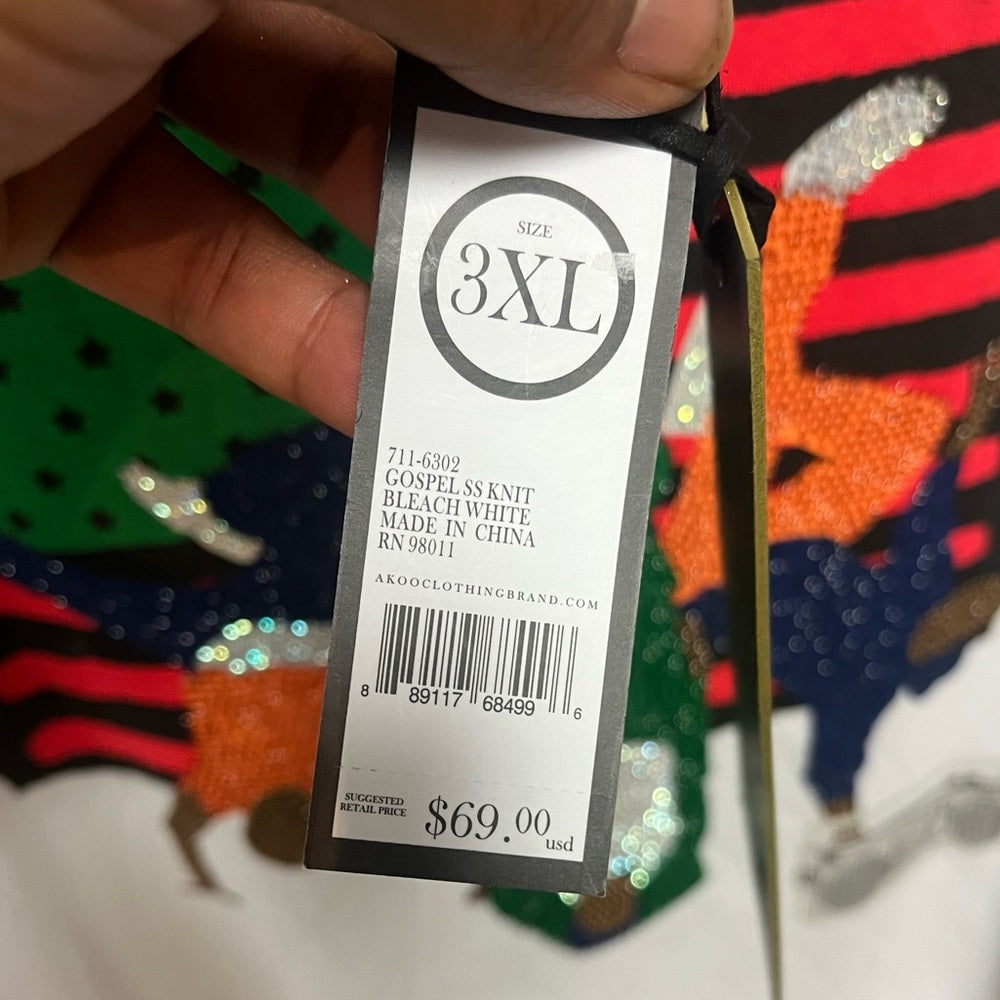 SIZE
3XL
711-6302
GOSPEL SS KNIT
BLEACH WHITE
MADE IN CHINA
RN 98011
AKOOCLOTHINGBRAND.COM
8 89117 68499 6
SUGGESTED
RETAIL PRICE
$69.00
usd